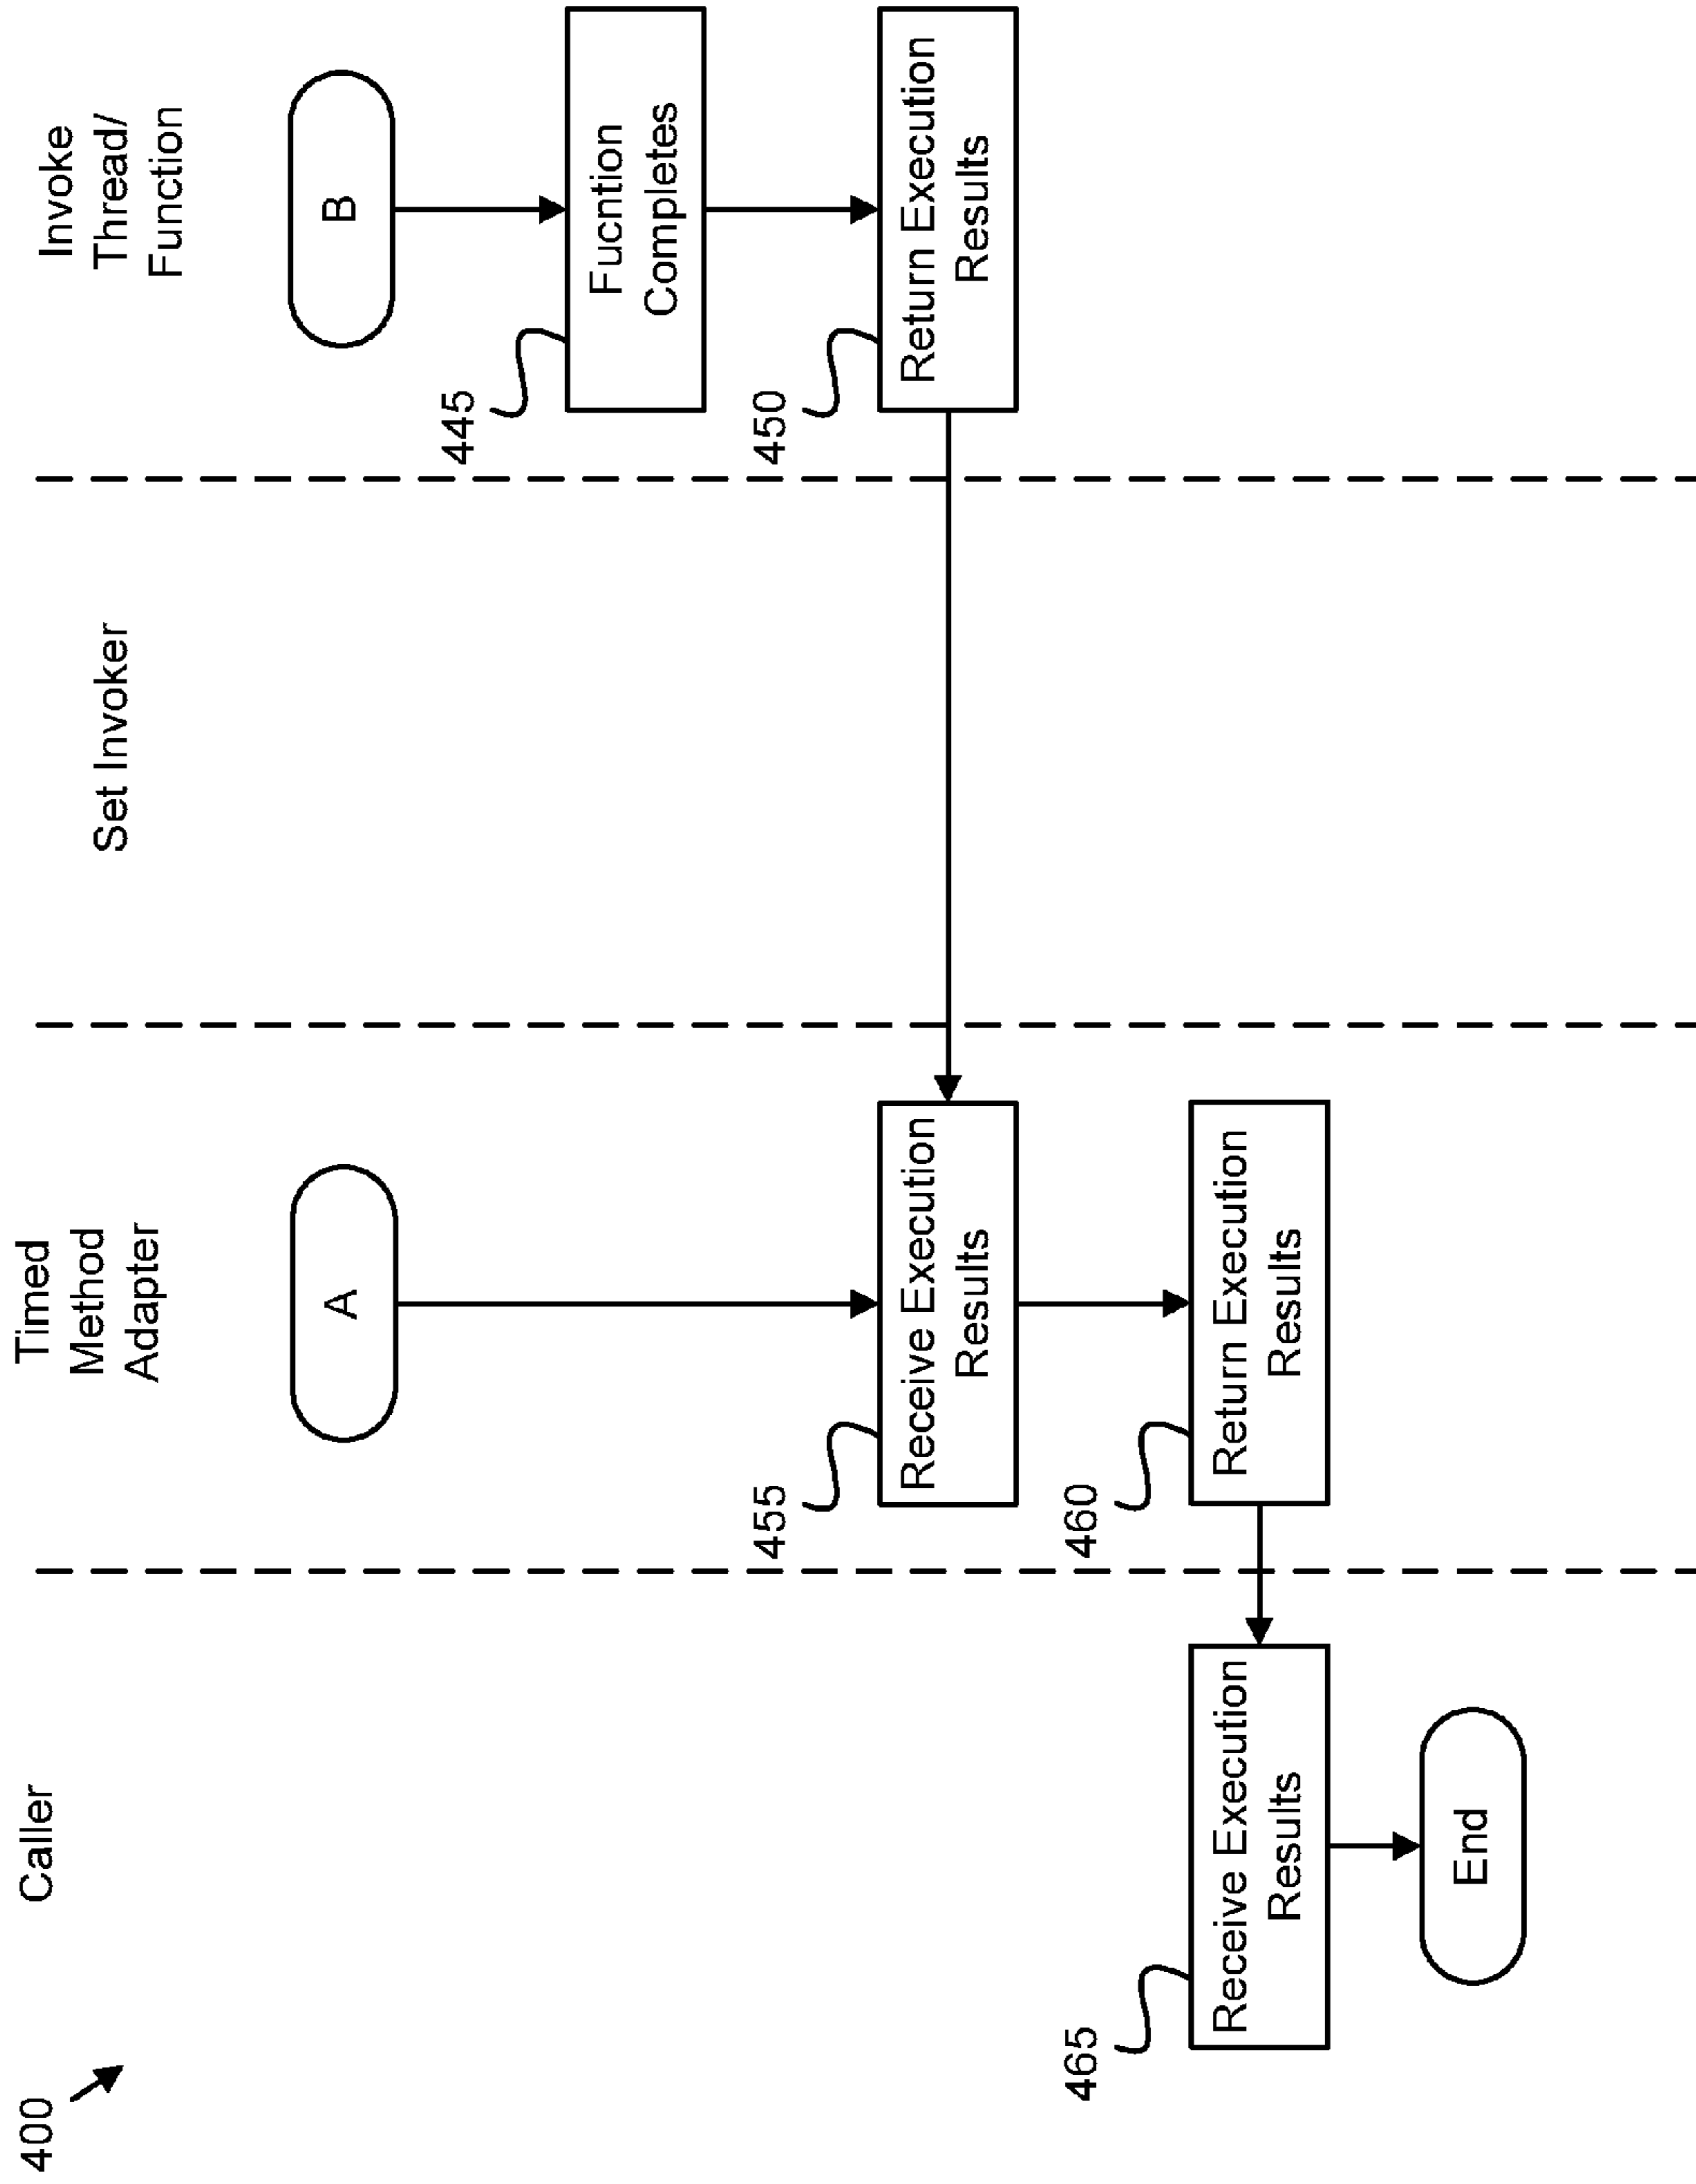 400
Caller
Timed
Method
Adapter
Set Invoker
Invoke
Thread/
Function
A
B
445
Fucntion
Completes
455
Receive Execution
Results
450
Return Execution
Results
465
Receive Execution
Results
460
Return Execution
Results
End